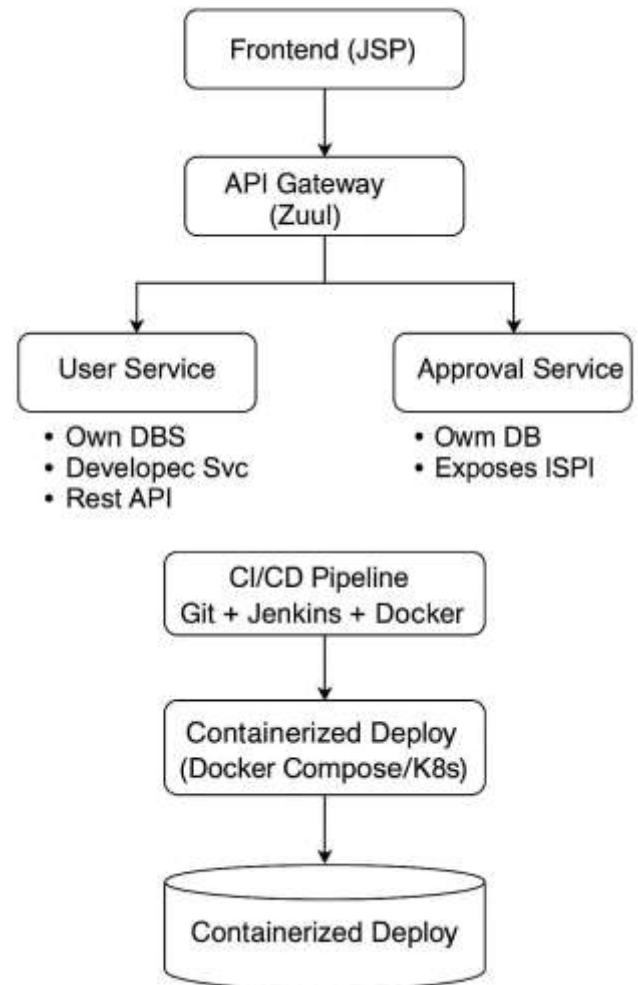 Frontend (JSP)
API Gateway
(Zuul)
User Service
• Own DBS
• Developec Svc
• Rest API
Approval Service
• Owm DB
• Exposes ISPI
CI/CD Pipeline
Git + Jenkins + Docker
Containerized Deploy
(Docker Compose/K8s)
Containerized Deploy